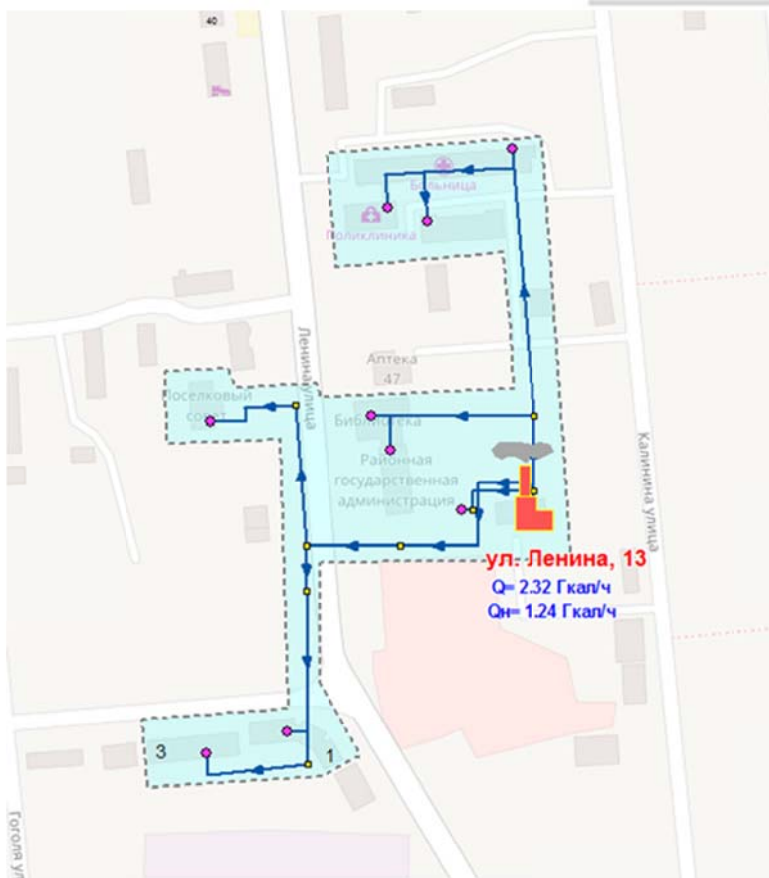 40
Больница
Поликлиника
Ленина улица
Аптека
47
Поселковый
совет
Библиотека
Районная
государственная
администрация
Калинина улица
ул. Ленина, 13
Q= 2.32 Гкал/ч
Qн= 1.24 Гкал/ч
3
1
Гоголя ул